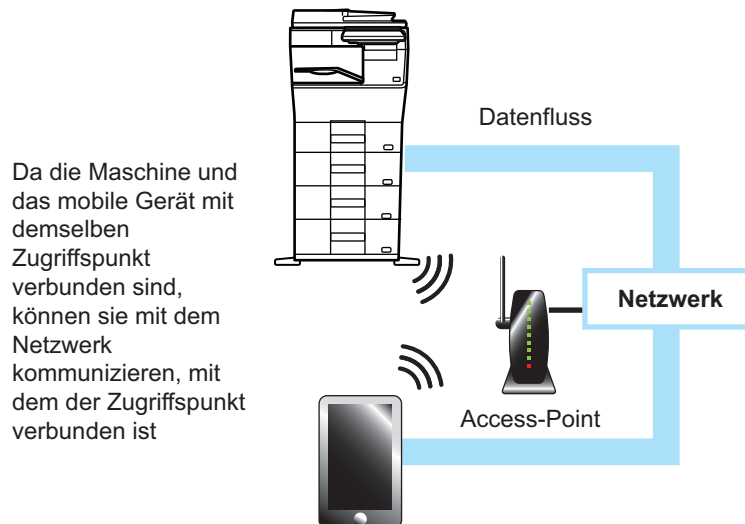 Datenfluss
Da die Maschine und
das mobile Gerät mit
demselben
Zugriffspunkt
verbunden sind,
können sie mit dem
Netzwerk
kommunizieren, mit
dem der Zugriffspunkt
verbunden ist
Netzwerk
Access-Point